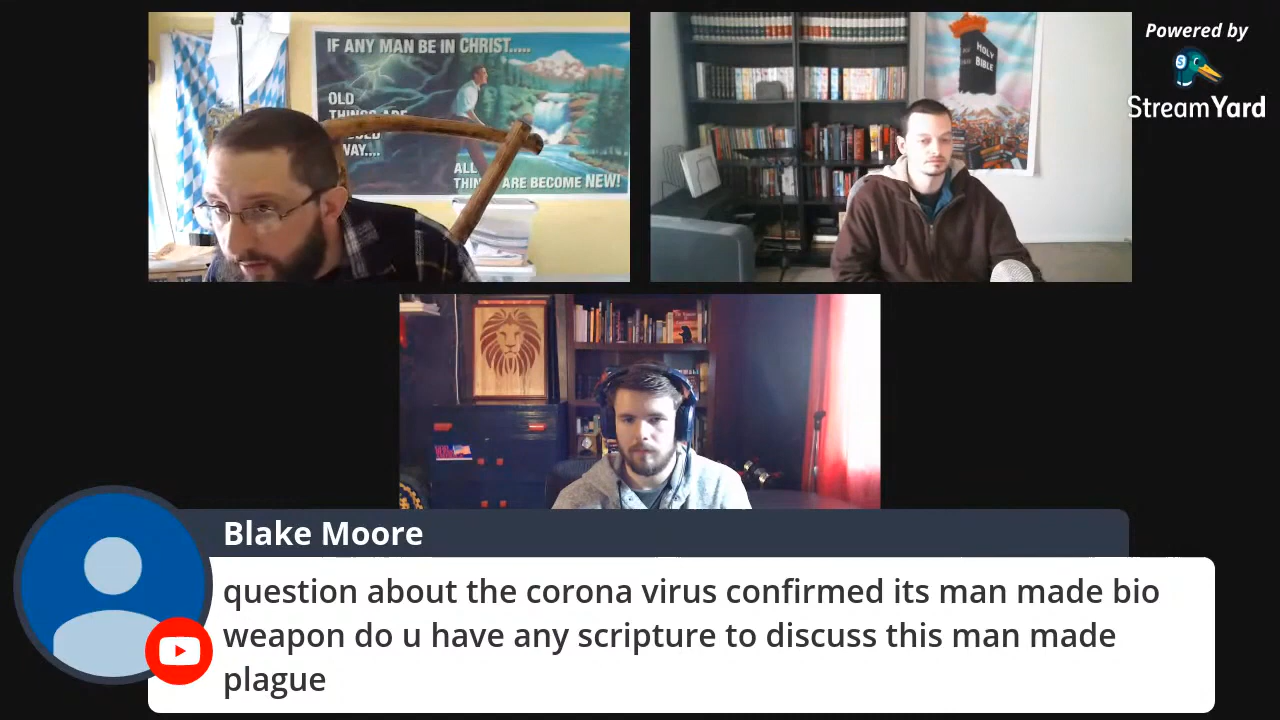 IF ANY MAN BE IN CHRIST.....
OLD
THINGS ARE
WAY....
ALL
THIN ARE BECOME NEW!
HOLY
BIBLE
Powered by
S
StreamYard
Blake Moore
question about the corona virus confirmed its man made bio
weapon do u have any scripture to discuss this man made
plague